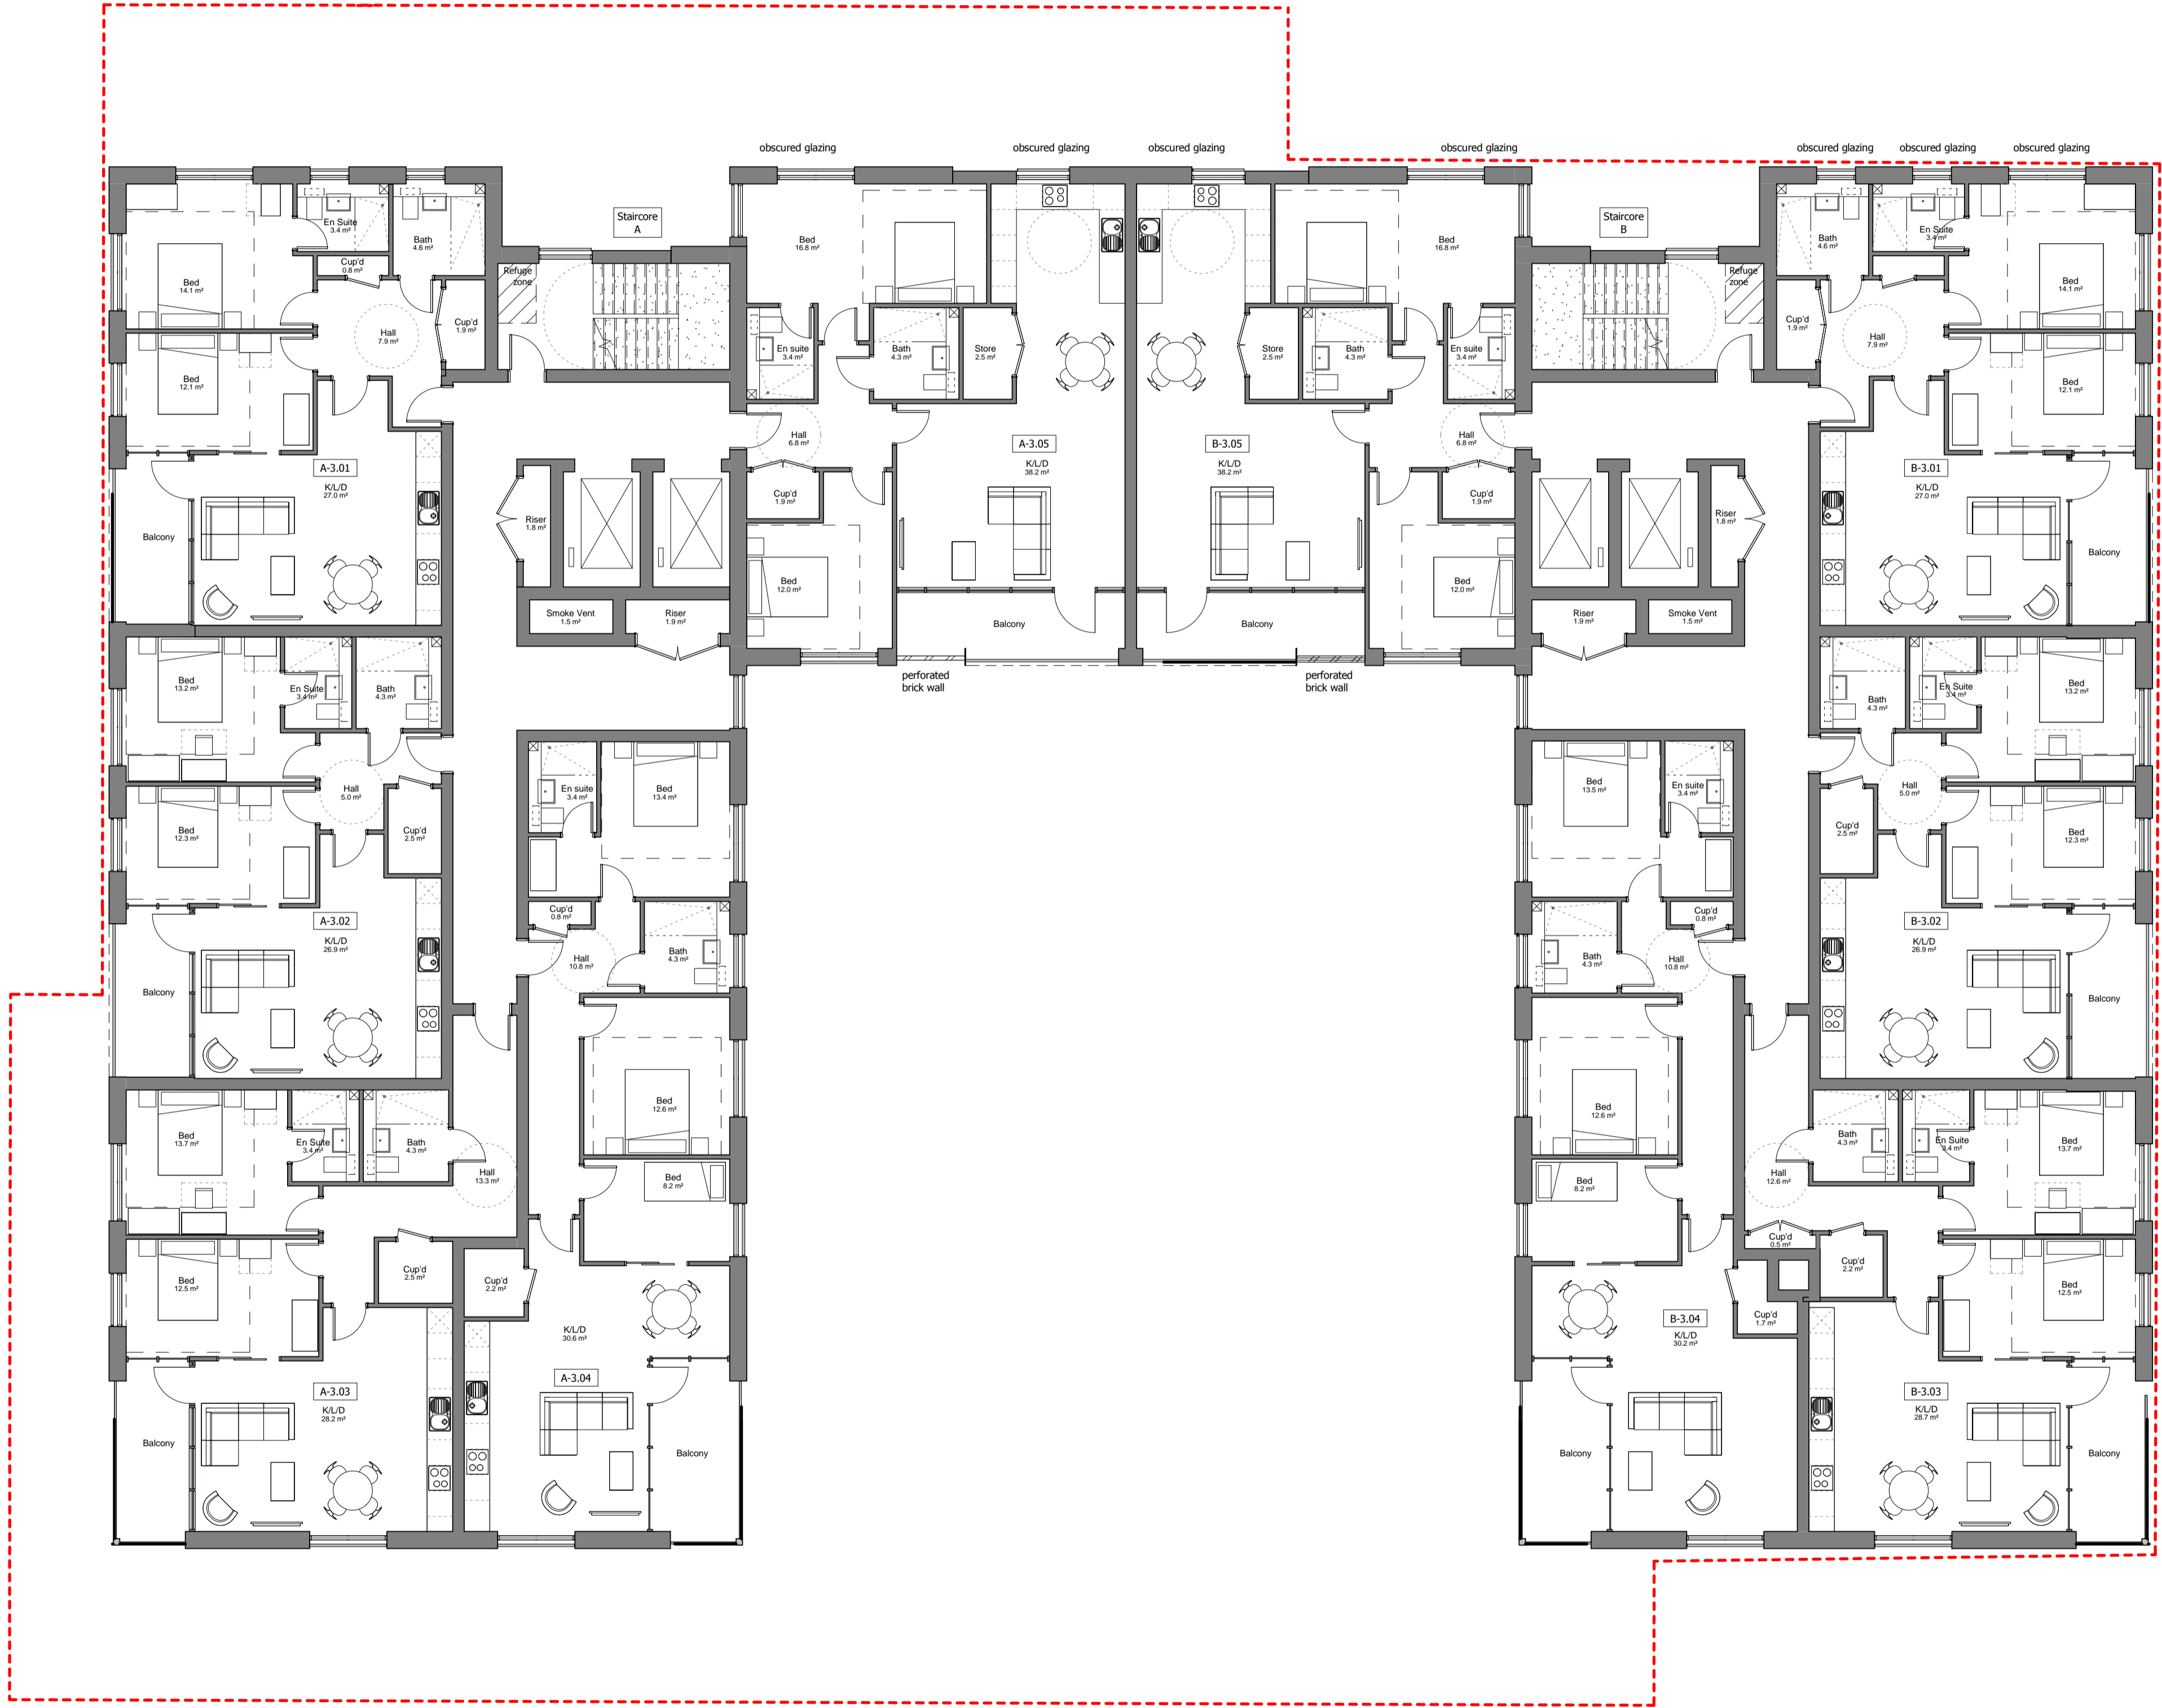 obscured glazing
obscured glazing
obscured glazing
obscured glazing
obscured glazing
obscured glazing
obscured glazing
Staircore
A
Staircore
B
En Suite
3.4 m²
Bath
4.6 m²
Cup'd
0.8 m²
Bed
14.1 m²
Hall
7.9 m²
Cup'd
1.9 m²
Bed
12.1 m²
A-3.01
K/L/D
27.0 m²
Balcony
Refuge
zone
Riser
1.8 m²
Smoke Vent
1.5 m²
Riser
1.9 m²
Bed
16.8 m²
En suite
3.4 m²
Bath
4.3 m²
Store
2.5 m²
Hall
6.8 m²
A-3.05
K/L/D
38.2 m²
Cup'd
1.9 m²
Bed
12.0 m²
Balcony
perforated
brick wall
Bed
16.8 m²
Store
2.5 m²
Bath
4.3 m²
En suite
3.4 m²
B-3.05
K/L/D
38.2 m²
Hall
6.8 m²
Cup'd
1.9 m²
Bed
12.0 m²
Balcony
perforated
brick wall
Refuge
zone
Riser
1.8 m²
Riser
1.9 m²
Smoke Vent
1.5 m²
Bath
4.6 m²
En Suite
3.4 m²
Bed
14.1 m²
Cup'd
1.9 m²
Hall
7.9 m²
Bed
12.1 m²
B-3.01
K/L/D
27.0 m²
Balcony
Bed
13.2 m²
En Suite
3.4 m²
Bath
4.3 m²
Hall
5.0 m²
Bed
12.3 m²
Cup'd
2.5 m²
A-3.02
K/L/D
26.9 m²
Balcony
En suite
3.4 m²
Bed
13.4 m²
Cup'd
0.8 m²
Bath
4.3 m²
Hall
10.8 m²
Bed
12.6 m²
Bed
8.2 m²
Cup'd
2.2 m²
K/L/D
30.6 m²
A-3.04
Balcony
Bed
13.7 m²
En Suite
3.4 m²
Bath
4.3 m²
Hall
13.3 m²
Bed
12.5 m²
Cup'd
2.5 m²
A-3.03
K/L/D
28.2 m²
Balcony
Bed
13.5 m²
En suite
3.4 m²
Cup'd
0.8 m²
Bath
4.3 m²
Hall
10.8 m²
Bed
12.6 m²
Bed
8.2 m²
B-3.04
K/L/D
30.2 m²
Cup'd
1.7 m²
Balcony
Bath
4.3 m²
En Suite
3.4 m²
Bed
13.2 m²
Hall
5.0 m²
Cup'd
2.5 m²
Bed
12.3 m²
B-3.02
K/L/D
26.9 m²
Balcony
Bath
4.3 m²
En Suite
3.4 m²
Bed
13.7 m²
Hall
12.6 m²
Cup'd
0.5 m²
Cup'd
2.2 m²
Bed
12.5 m²
B-3.03
K/L/D
28.7 m²
Balcony